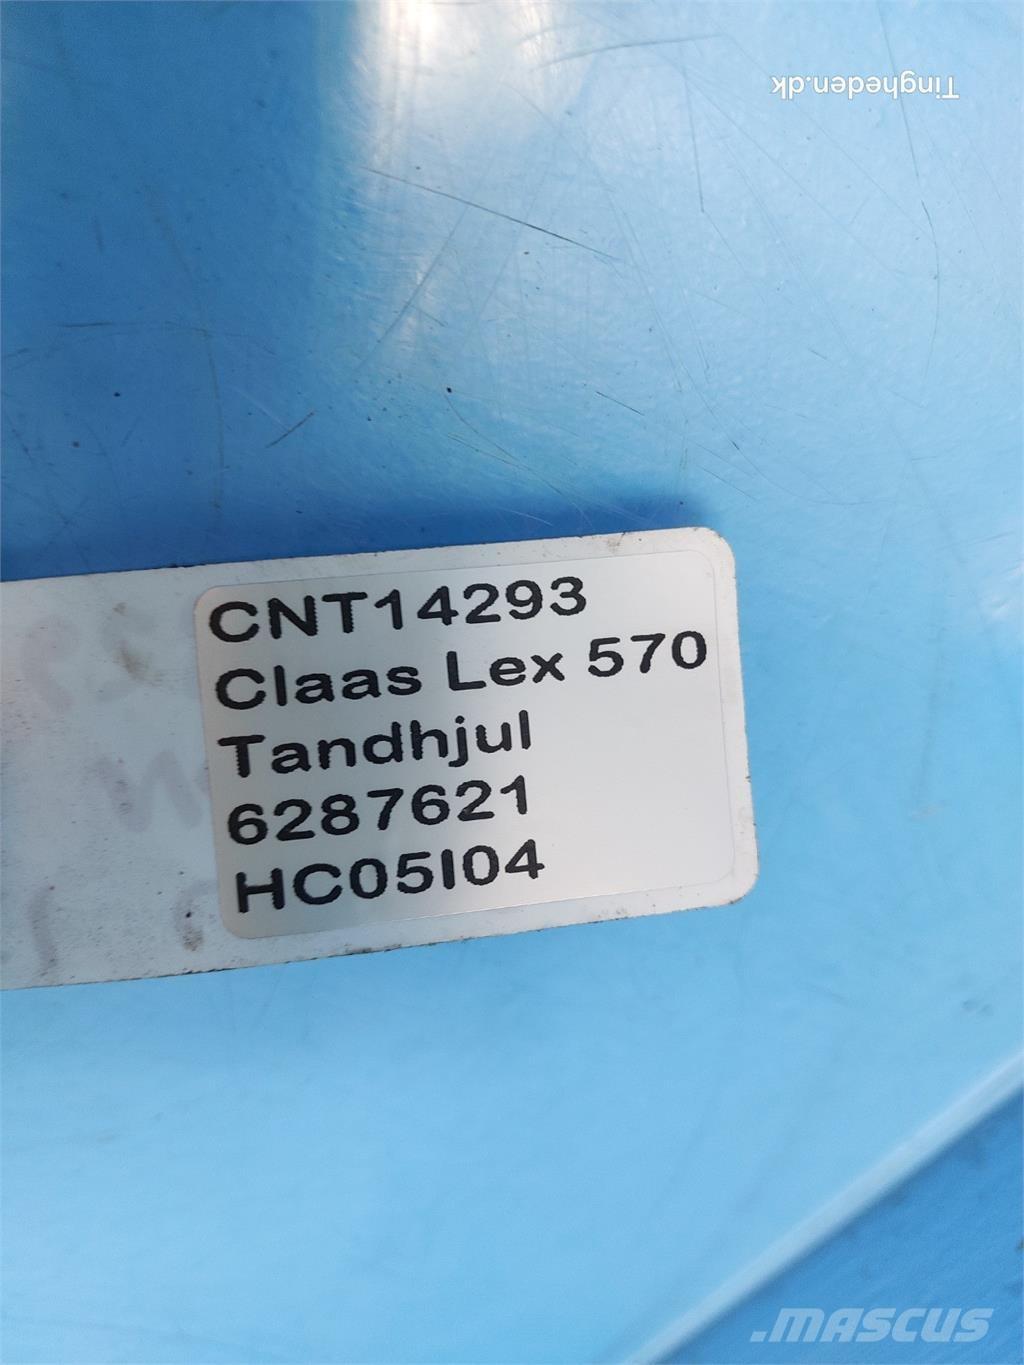 Tingheden.dk
CNT14293
Claas Lex 570
Tandhjul
6287621
HC05I04
.MASCUS